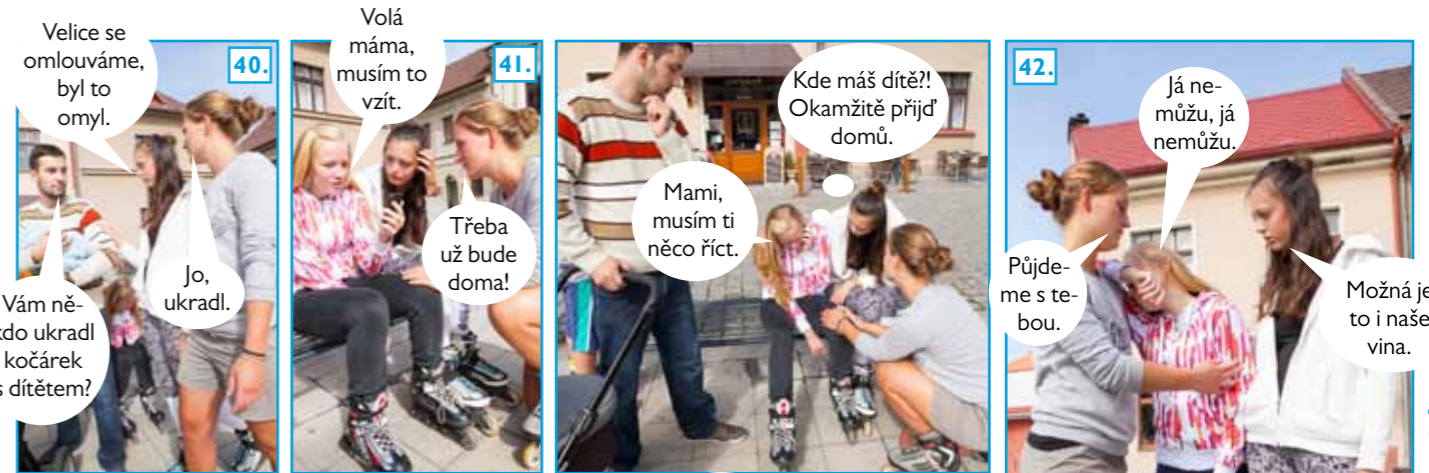 Velice se
omlouváme,
byl to
omyl.
40.
Vám ně-
kdo ukradl
kočárek
s dítětem?
Jo,
ukradl.
Volá
máma,
musím to
vzít.
41.
Třeba
už bude
doma!
Mami,
musím ti
něco říct.
Kde máš dítě?!
Okamžitě přijď
domů.
42.
Půjde-
me s te-
bou.
Já ne-
můžu, já
nemůžu.
Možná je
to i naše
vina.